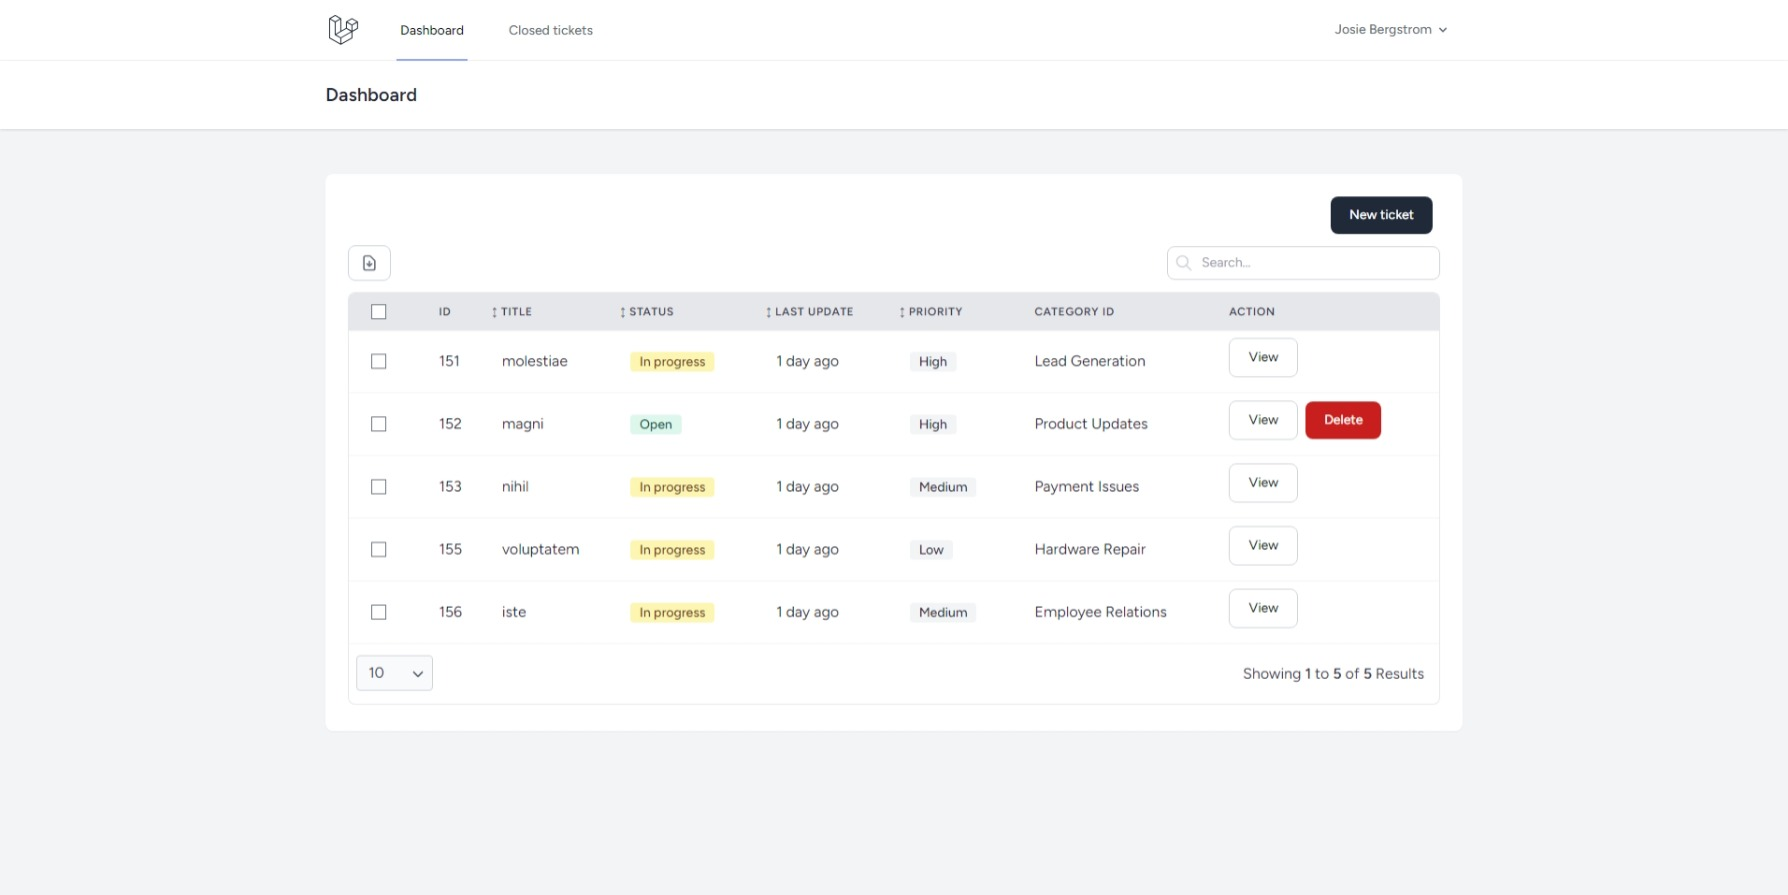 Dashboard Closed tickets Josie Bergstrom
Dashboard
New ticket
Search...
ID TITLE STATUS LAST UPDATE PRIORITY CATEGORY ID ACTION
151 molestiae In progress 1 day ago High Lead Generation View
152 magni Open 1 day ago High Product Updates View Delete
153 nihil In progress 1 day ago Medium Payment Issues View
155 voluptatem In progress 1 day ago Low Hardware Repair View
156 iste In progress 1 day ago Medium Employee Relations View
10 Showing 1 to 5 of 5 Results